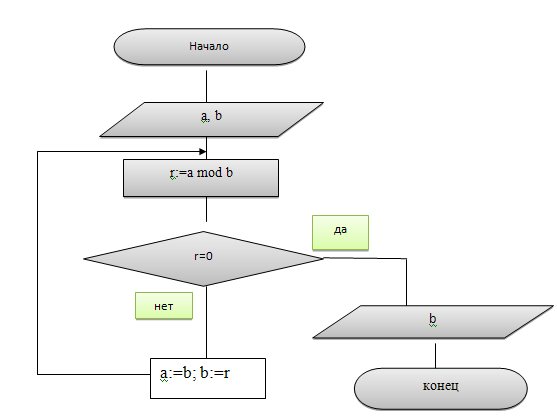 Начало
a, b
r:=a mod b
да
r=0
нет
b
a:=b; b:=r
конец